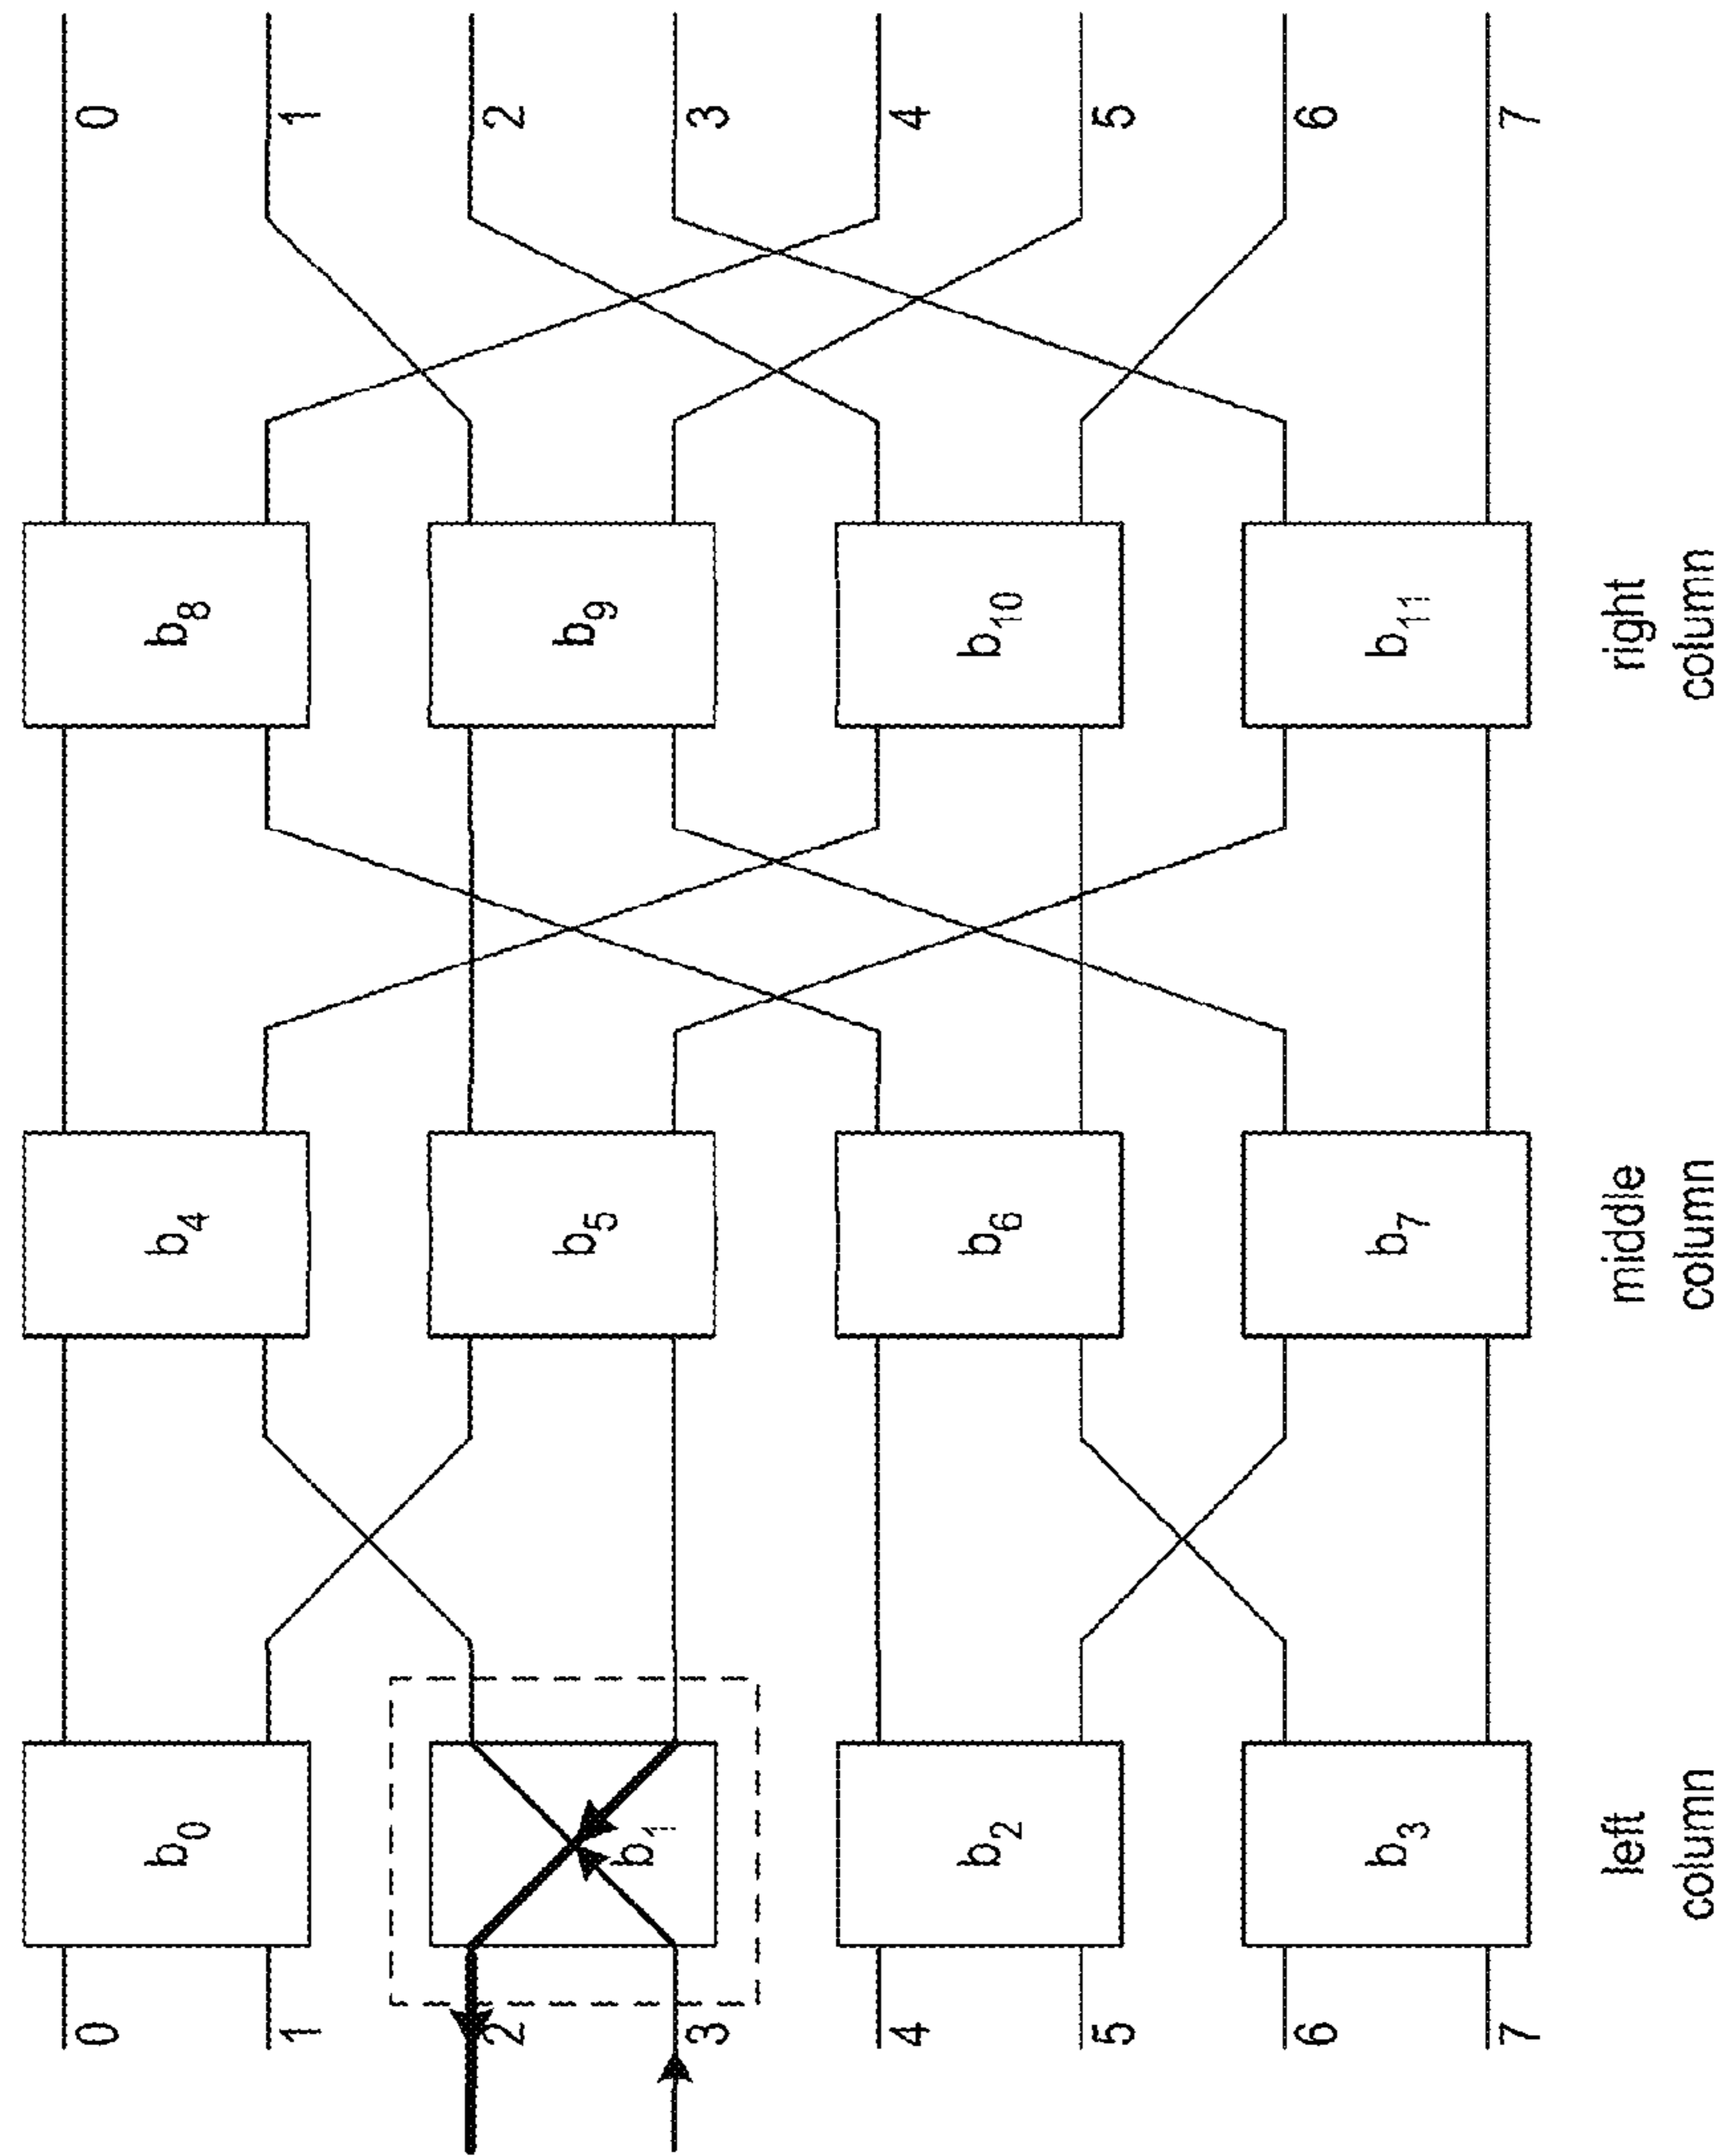 0 0
b₀ b₄ b₈
1 1
2 2
b₁ b₅ b₉
3 3
4 4
b₂ b₆ b₁₀
5 5
6 6
b₃ b₇ b₁₁
7 7
left
column
middle
column
right
column